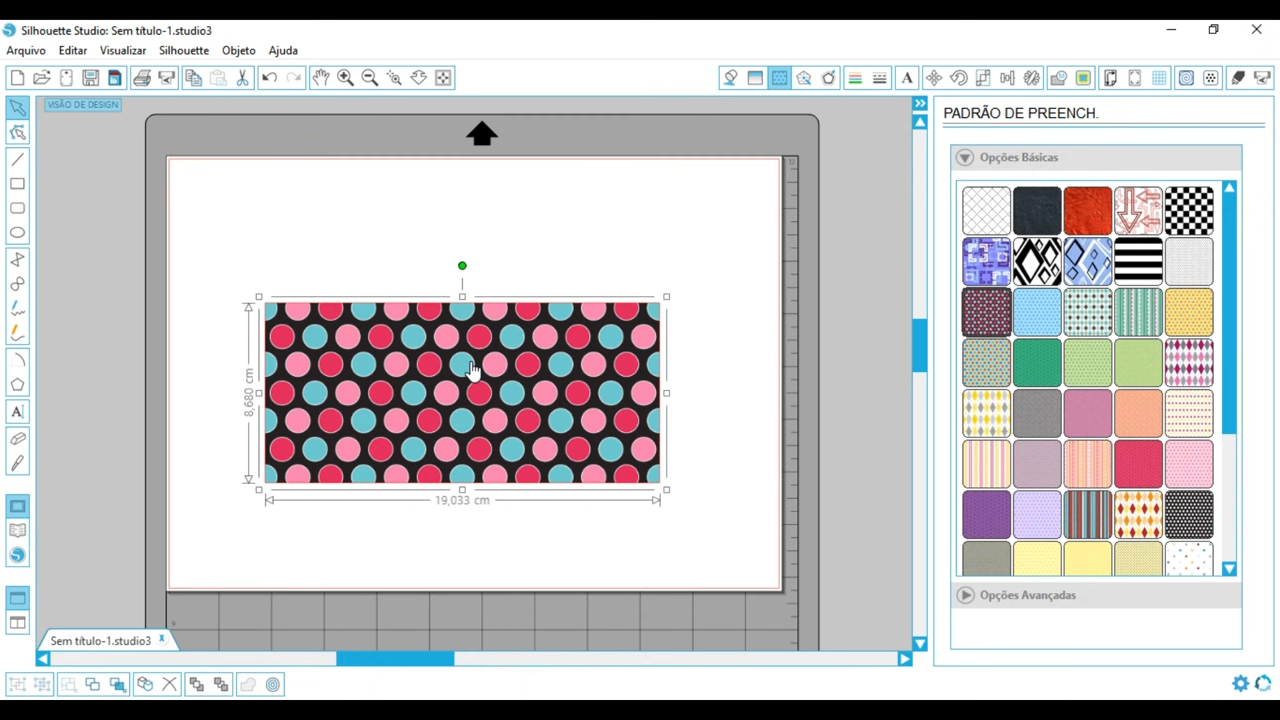 Silhouette Studio: Sem título-1.studio3
Arquivo Editar Visualizar Silhouette Objeto Ajuda
VISÃO DE DESIGN
PADRÃO DE PREENCH.
Opções Básicas
12
8,680 cm
19,033 cm
Opções Avançadas
Sem título-1.studio3 x